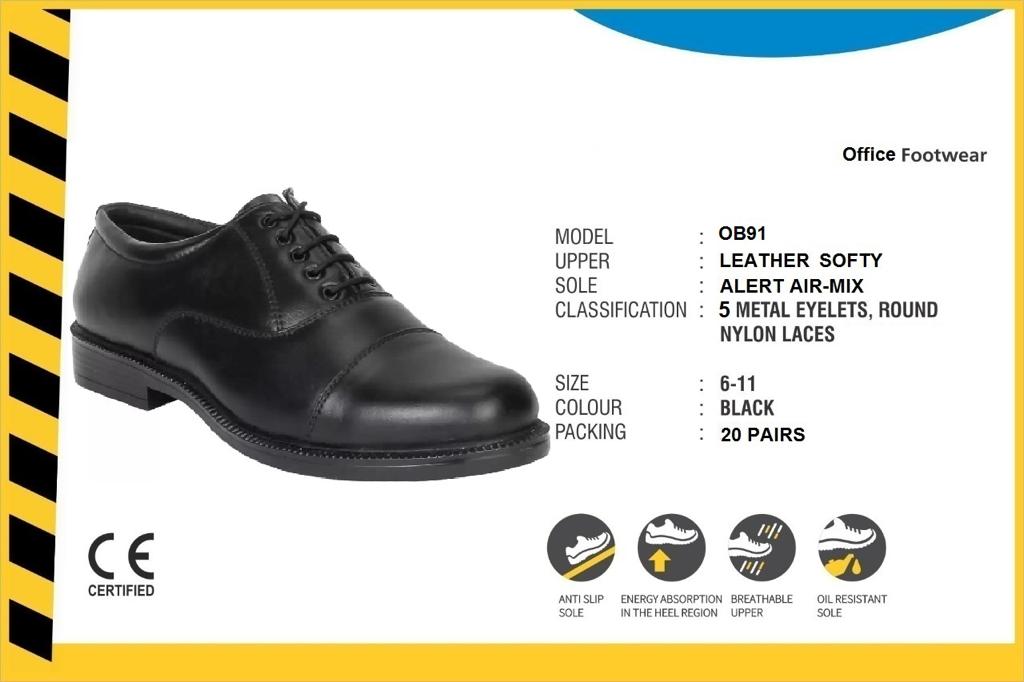 Office Footwear
MODEL : OB91
UPPER : LEATHER SOFTY
SOLE : ALERT AIR-MIX
CLASSIFICATION : 5 METAL EYELETS, ROUND
NYLON LACES
SIZE : 6-11
COLOUR : BLACK
PACKING : 20 PAIRS
CE
CERTIFIED
ANTI SLIP
SOLE
ENERGY ABSORPTION
IN THE HEEL REGION
BREATHABLE
UPPER
OIL RESISTANT
SOLE